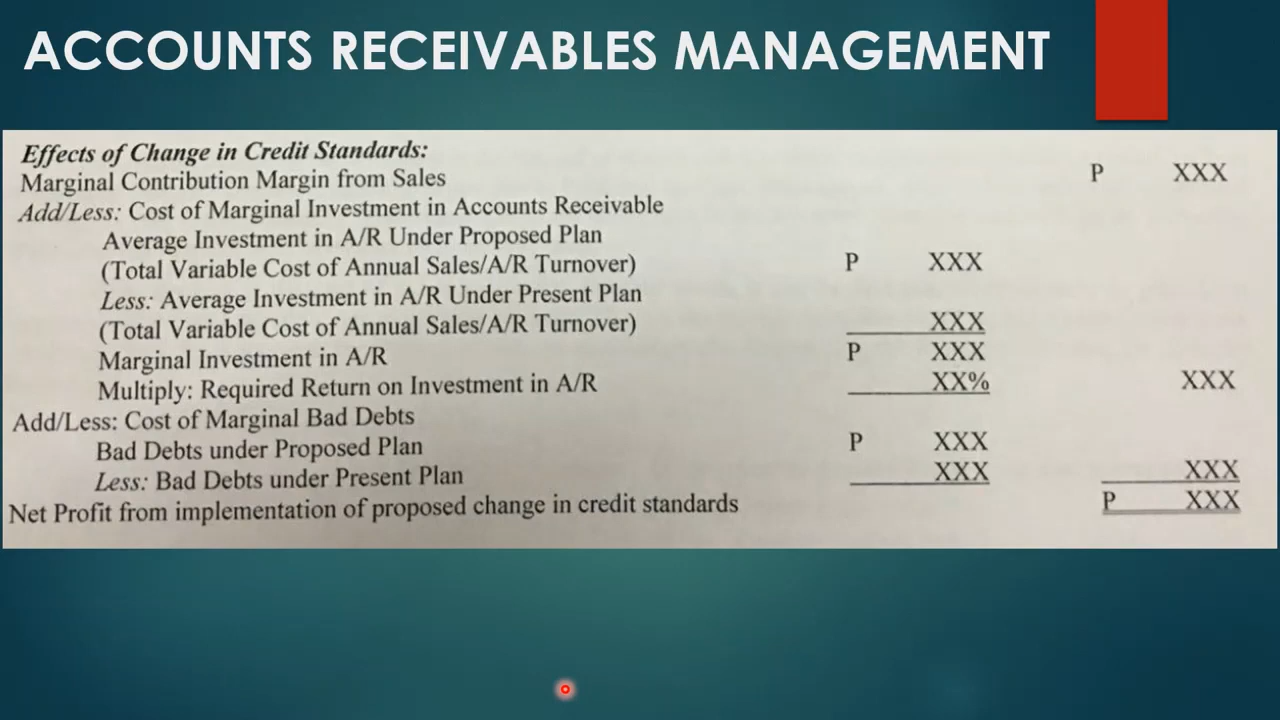 ACCOUNTS RECEIVABLES MANAGEMENT
Effects of Change in Credit Standards:
Marginal Contribution Margin from Sales P XXX
Add/Less: Cost of Marginal Investment in Accounts Receivable
Average Investment in A/R Under Proposed Plan
(Total Variable Cost of Annual Sales/A/R Turnover) P XXX
Less: Average Investment in A/R Under Present Plan
(Total Variable Cost of Annual Sales/A/R Turnover) XXX
Marginal Investment in A/R P XXX
Multiply: Required Return on Investment in A/R XX% XXX
Add/Less: Cost of Marginal Bad Debts
Bad Debts under Proposed Plan P XXX
Less: Bad Debts under Present Plan XXX XXX
Net Profit from implementation of proposed change in credit standards P XXX